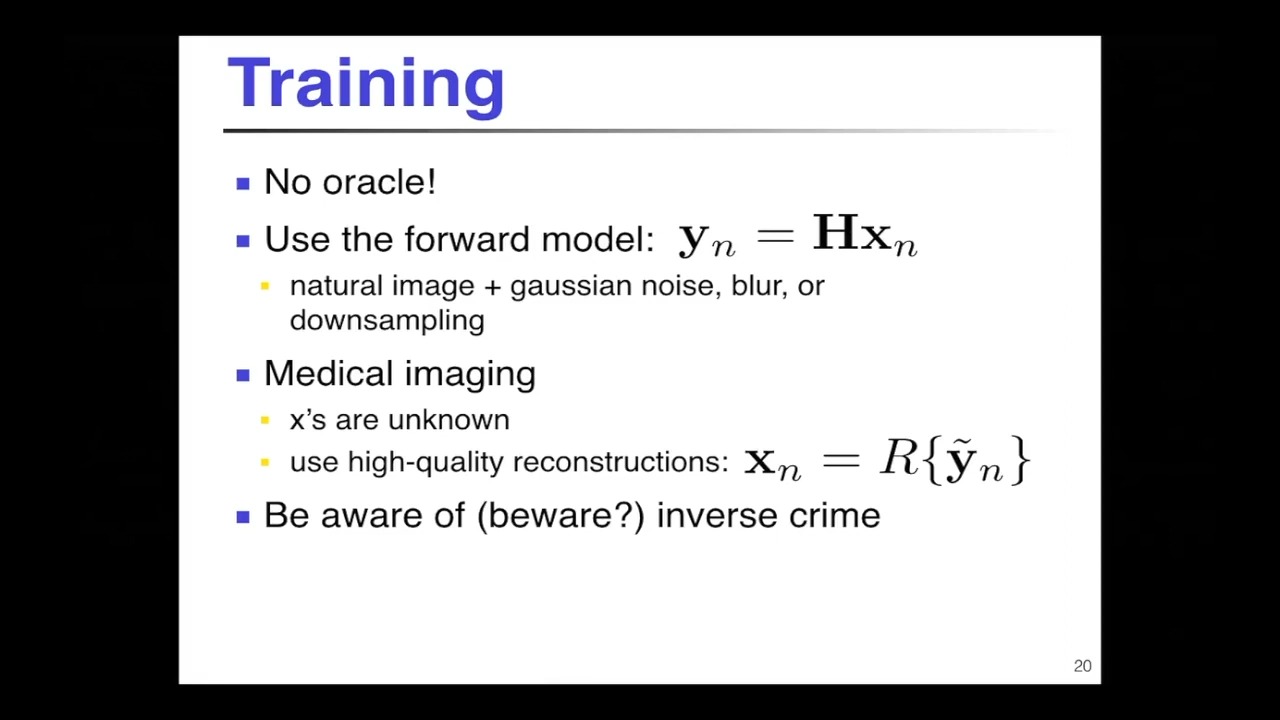 Training
No oracle!
Use the forward model: yₙ = Hxₙ
natural image + gaussian noise, blur, or
downsampling
Medical imaging
x's are unknown
use high-quality reconstructions: xₙ = R{ỹₙ}
Be aware of (beware?) inverse crime
20